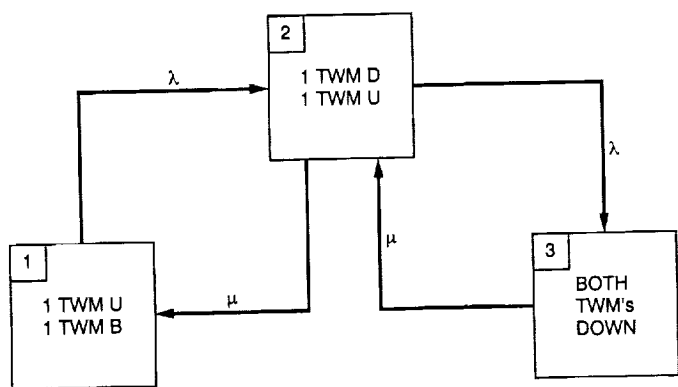 2
1 TWM D
1 TWM U
λ
λ
μ
μ
1
1 TWM U
1 TWM B
3
BOTH
TWM's
DOWN